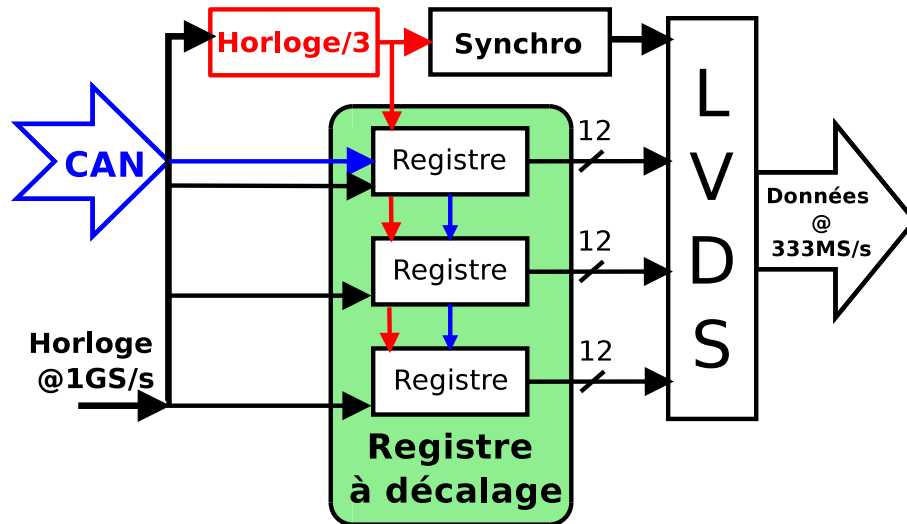 Horloge/3
Synchro
CAN
Registre
12
Registre
12
Registre
12
L
V
D
S
Données
@
333MS/s
Horloge
@1GS/s
Registre
à décalage